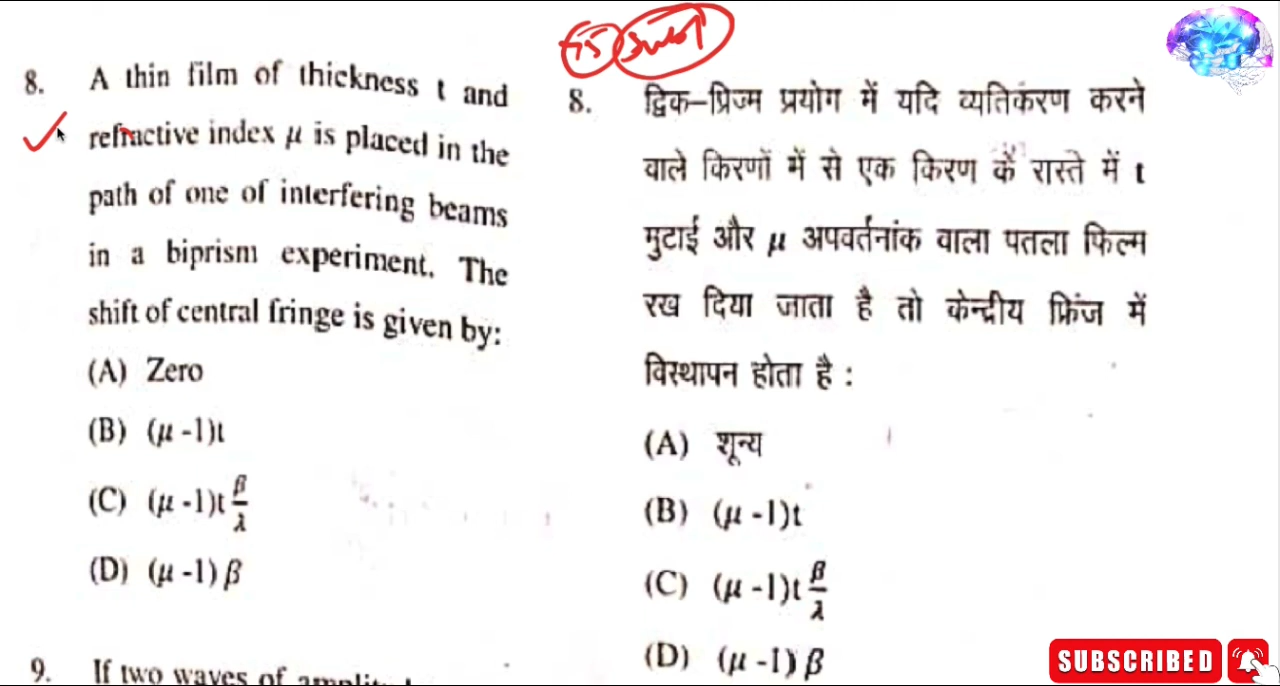 8. A thin film of thickness t and
refractive index μ is placed in the
path of one of interfering beams
in a biprism experiment. The
shift of central fringe is given by:
(A) Zero
(B) (μ -1)t
(C) (μ -1)t β/λ
(D) (μ -1) β
9. If two waves of
8. द्विक-प्रिज्म प्रयोग में यदि व्यतिकरण करने
वाले किरणों में से एक किरण के रास्ते में t
मुटाई और μ अपवर्तनांक वाला पतला फिल्म
रख दिया जाता है तो केन्द्रीय फ्रिंज में
विस्थापन होता है :
(A) शून्य
(B) (μ -1)t
(C) (μ -1)t β/λ
(D) (μ -1) β
SUBSCRIBED